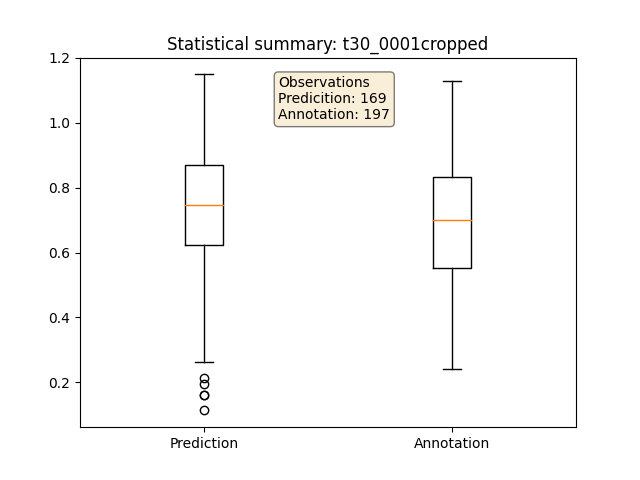 Statistical summary: t30_0001cropped
1.2
1.0
0.8
0.6
0.4
0.2
Observations
Predicition: 169
Annotation: 197
Prediction
Annotation